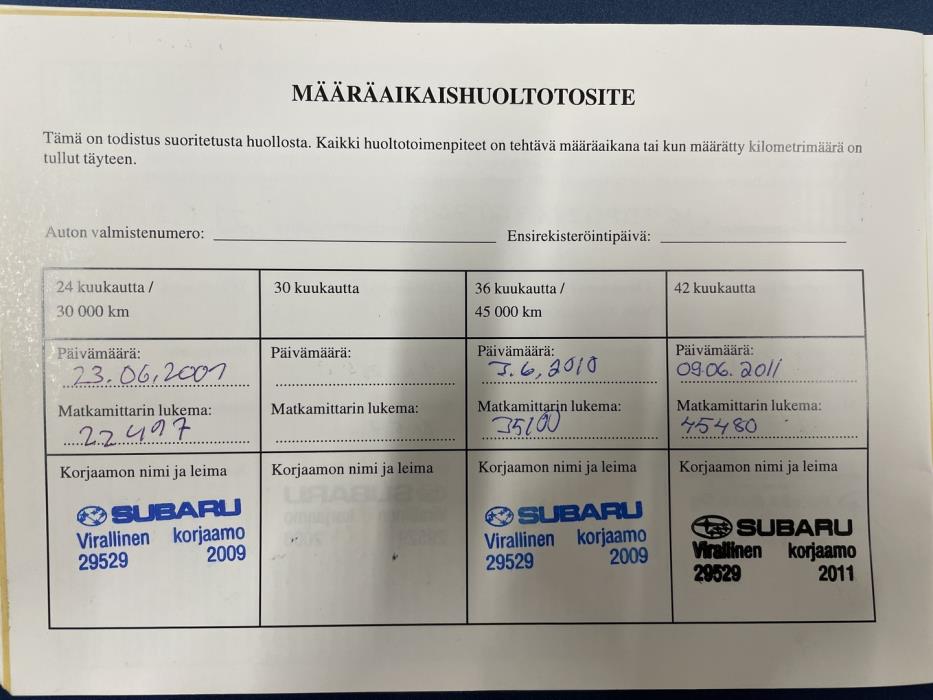 MÄÄRÄAIKAISHUOLTOTOSITE
Tämä on todistus suoritetusta huollosta. Kaikki huoltotoimenpiteet on tehtävä määräaikana tai kun määrätty kilometrimäärä on
tullut täyteen.
Auton valmistenumero: Ensirekisteröintipäivä:
24 kuukautta /
30 000 km
30 kuukautta
36 kuukautta /
45 000 km
42 kuukautta
Päivämäärä:
23.06,2009
Päivämäärä:
Päivämäärä:
3.6,2010
Päivämäärä:
09.06.2011
Matkamittarin lukema:
22497
Matkamittarin lukema:
Matkamittarin lukema:
35100
Matkamittarin lukema:
45480
Korjaamon nimi ja leima
SUBARU
Virallinen korjaamo
29529 2009
Korjaamon nimi ja leima
Korjaamon nimi ja leima
SUBARU
Virallinen korjaamo
29529 2009
Korjaamon nimi ja leima
SUBARU
Virallinen korjaamo
29529 2011